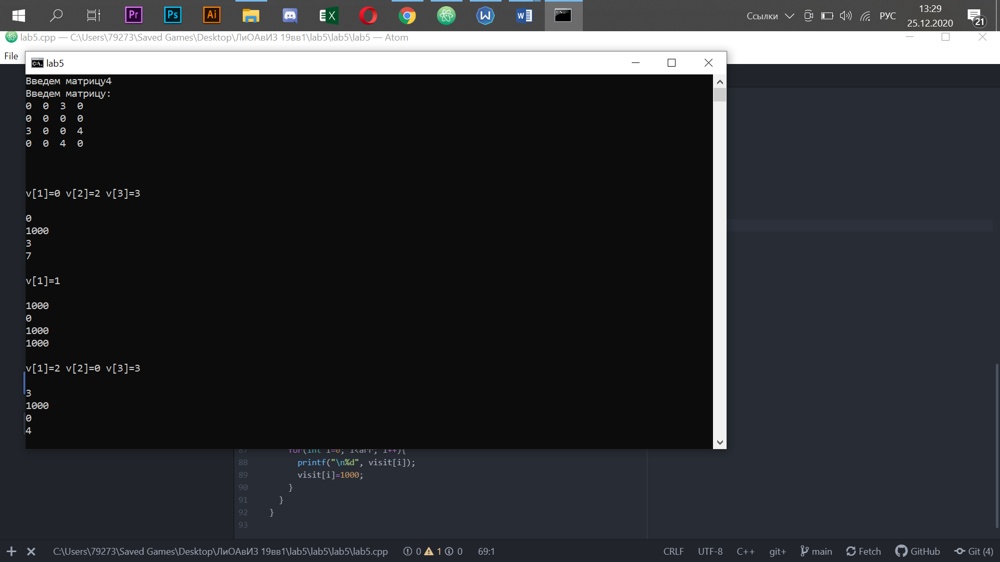 Pr
Ps
Ai
Ссылки
РУС
13:29
25.12.2020
21
lab5.cpp — C:\Users\79273\Saved Games\Desktop\ЛиОАвИЗ 19вв1\lab5\lab5\lab5 — Atom
File
lab5
Введем матрицу4
Введем матрицу:
0 0 3 0
0 0 0 0
3 0 0 4
0 0 4 0
v[1]=0 v[2]=2 v[3]=3
0
1000
3
7
v[1]=1
1000
0
1000
1000
v[1]=2 v[2]=0 v[3]=3
3
1000
0
4
87 for(int i=0; i<arr; i++){
88 printf("\n%d", visit[i]);
89 visit[i]=1000;
90 }
91 }
92 }
93
C:\Users\79273\Saved Games\Desktop\ЛиОАвИЗ 19вв1\lab5\lab5\lab5\lab5.cpp 0 1 0 69:1 CRLF UTF-8 C++ git+ main Fetch GitHub Git (4)